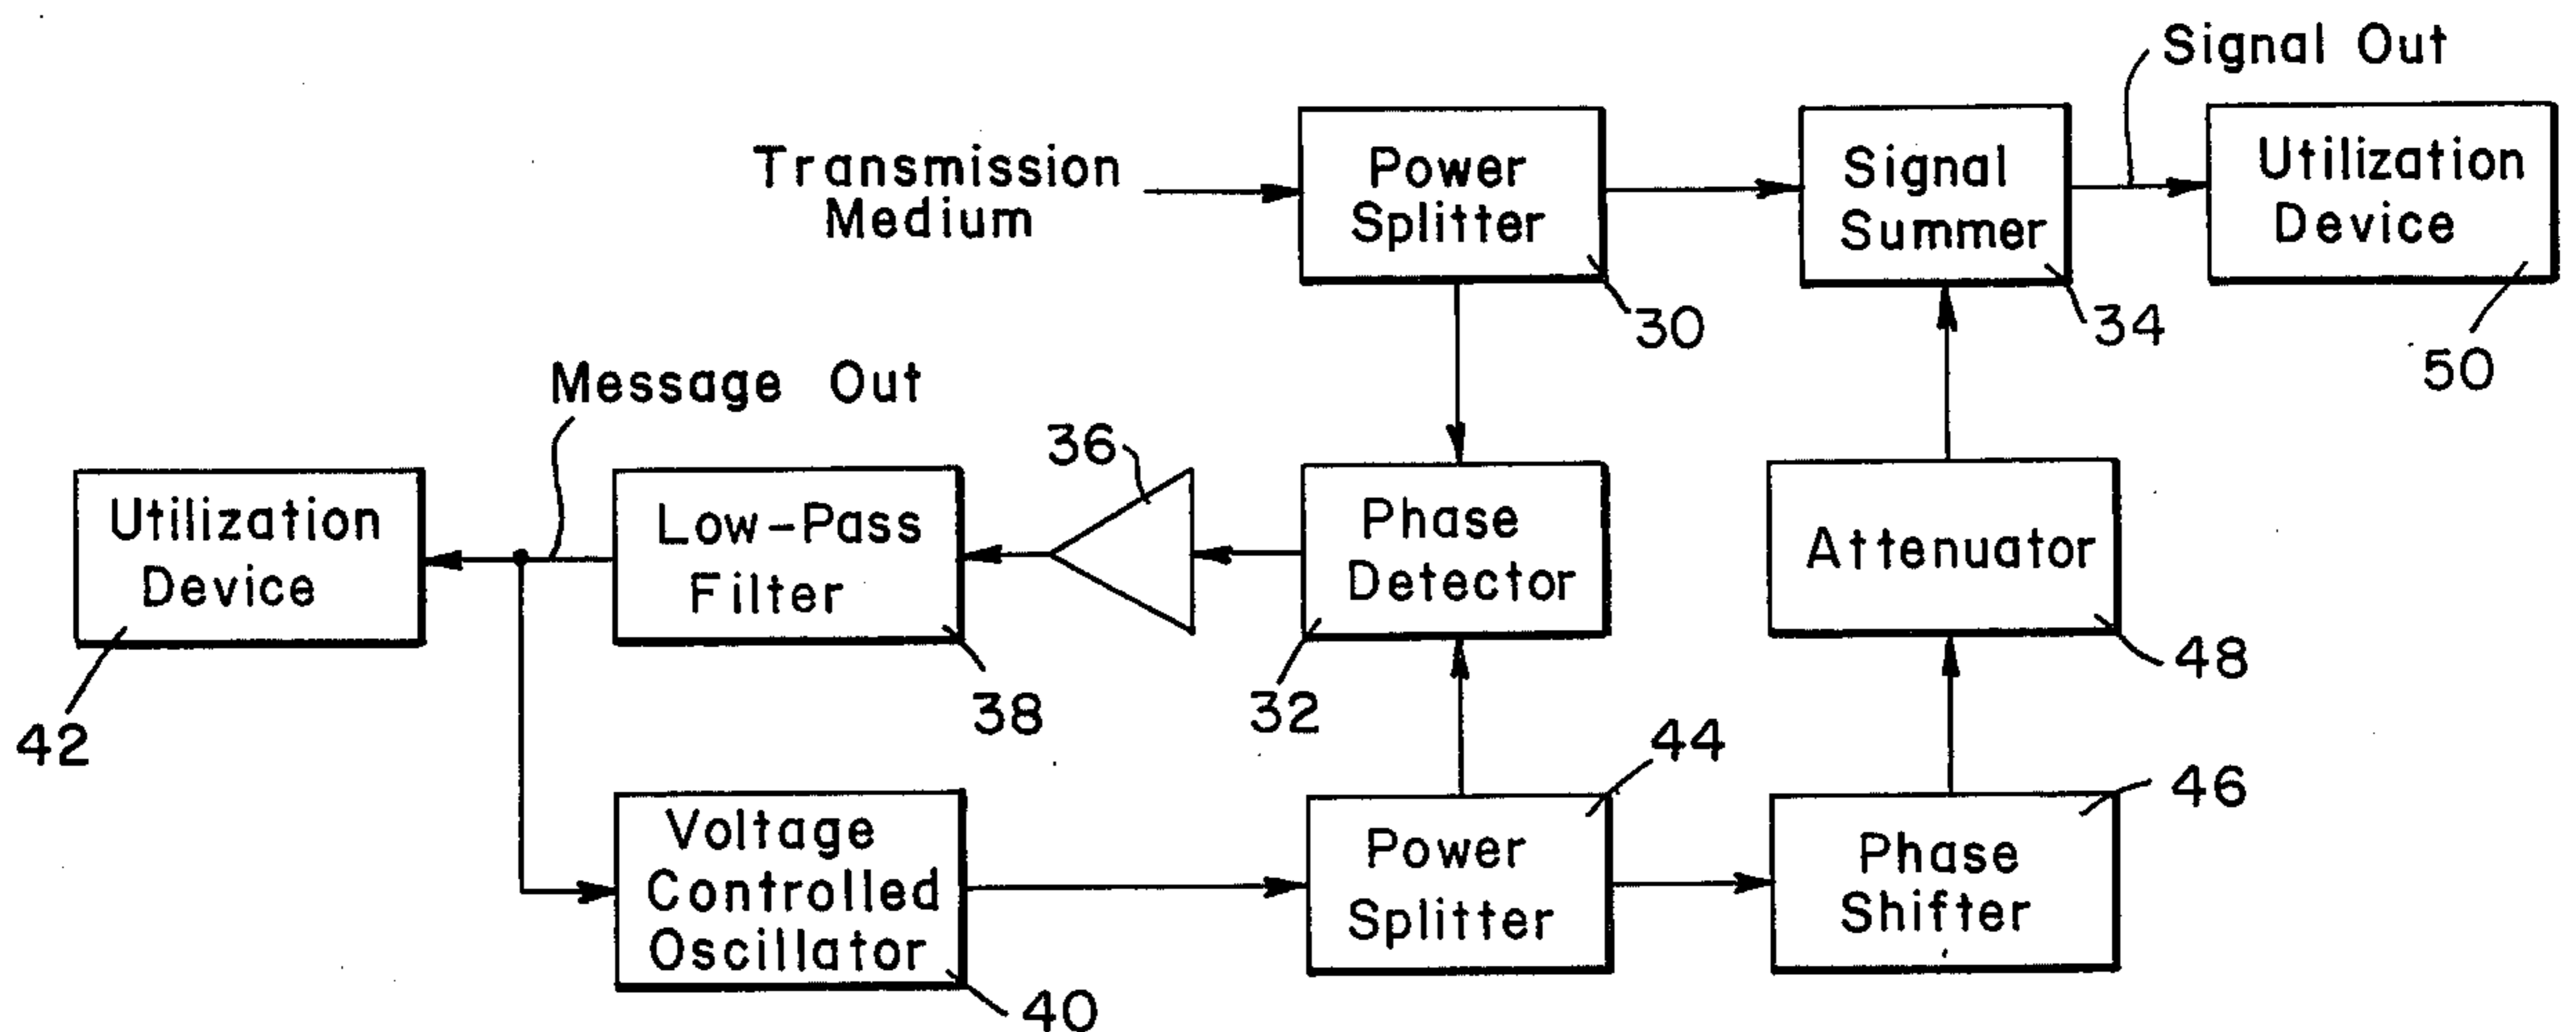 Signal Out
Transmission
Medium
Power
Splitter
30
Signal
Summer
34
Utilization
Device
50
Message Out
Utilization
Device
42
Low-Pass
Filter
38
36
Phase
Detector
32
Attenuator
48
Voltage
Controlled
Oscillator
40
Power
Splitter
44
Phase
Shifter
46